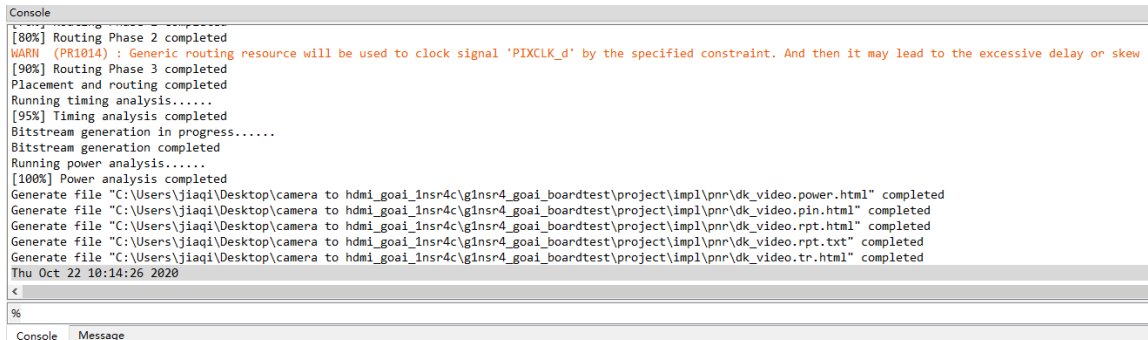 Console
[80%] Routing Phase 2 completed
WARN  (PR1014) : Generic routing resource will be used to clock signal 'PIXCLK_d' by the specified constraint. And then it may lead to the excessive delay or skew
[90%] Routing Phase 3 completed
Placement and routing completed
Running timing analysis......
[95%] Timing analysis completed
Bitstream generation in progress......
Bitstream generation completed
Running power analysis......
[100%] Power analysis completed
Generate file "C:\Users\jiaqi\Desktop\camera to hdmi_goai_1nsr4c\g1nsr4_goai_boardtest\project\impl\pnr\dk_video.power.html" completed
Generate file "C:\Users\jiaqi\Desktop\camera to hdmi_goai_1nsr4c\g1nsr4_goai_boardtest\project\impl\pnr\dk_video.pin.html" completed
Generate file "C:\Users\jiaqi\Desktop\camera to hdmi_goai_1nsr4c\g1nsr4_goai_boardtest\project\impl\pnr\dk_video.rpt.html" completed
Generate file "C:\Users\jiaqi\Desktop\camera to hdmi_goai_1nsr4c\g1nsr4_goai_boardtest\project\impl\pnr\dk_video.rpt.txt" completed
Generate file "C:\Users\jiaqi\Desktop\camera to hdmi_goai_1nsr4c\g1nsr4_goai_boardtest\project\impl\pnr\dk_video.tr.html" completed
Thu Oct 22 10:14:26 2020
%
Console Message